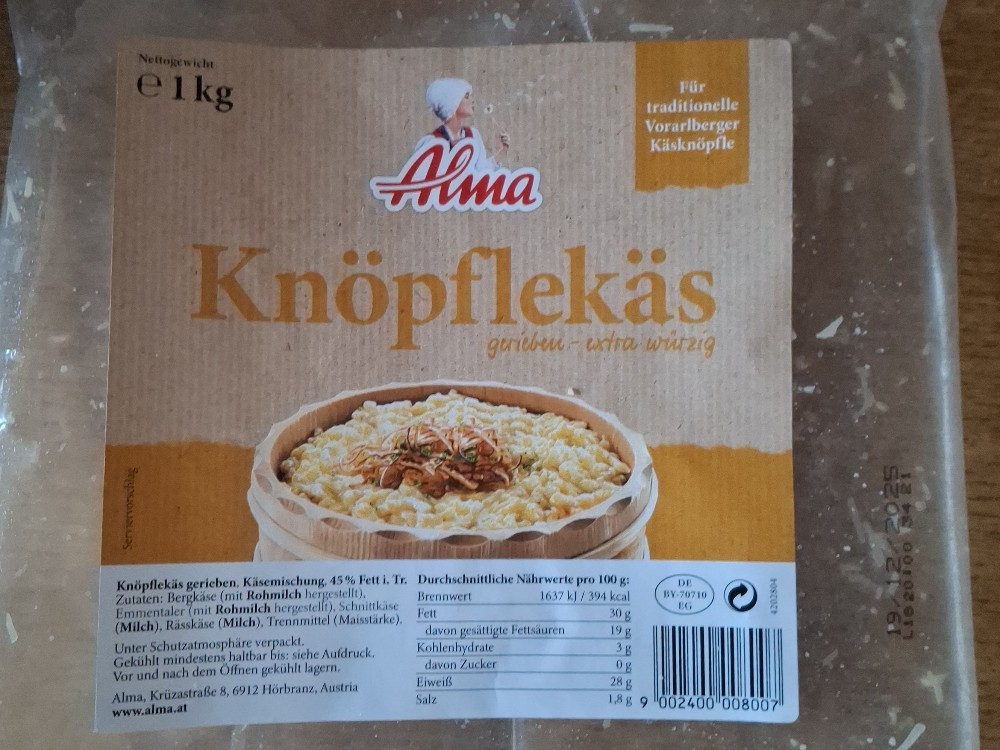 Nettogewicht
℮ 1 kg
Für
traditionelle
Vorarlberger
Käsknöpfle
Alma
Knöpflekäs
gerieben - extra würzig
Serviervorschlag
Knöpflekäs gerieben. Käsemischung, 45 % Fett i. Tr.
Zutaten: Bergkäse (mit Rohmilch hergestellt),
Emmentaler (mit Rohmilch hergestellt), Schnittkäse
(Milch), Rässkäse (Milch), Trennmittel (Maisstärke).
Unter Schutzatmosphäre verpackt.
Gekühlt mindestens haltbar bis: siehe Aufdruck.
Vor und nach dem Öffnen gekühlt lagern.
Alma, Krüzastraße 8, 6912 Hörbranz, Austria
www.alma.at
Durchschnittliche Nährwerte pro 100 g:
Brennwert 1637 kJ / 394 kcal
Fett 30 g
davon gesättigte Fettsäuren 19 g
Kohlenhydrate 3 g
davon Zucker 0 g
Eiweiß 28 g
Salz 1,8 g
DE
BY-70710
EG
4202804
9 002400 008007
19/12/2025
L18 20100 34 21